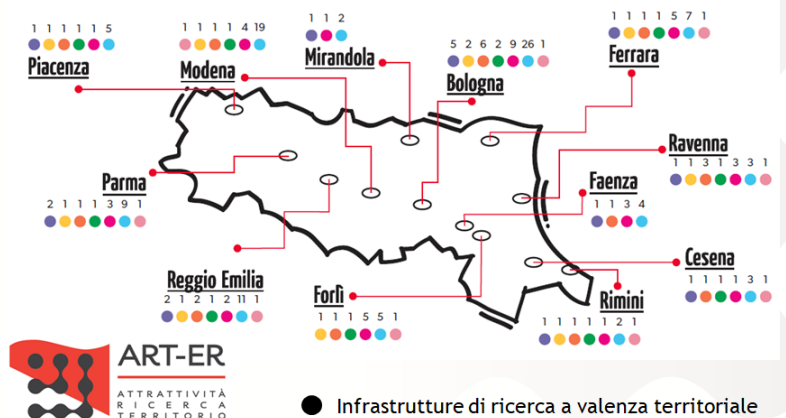 1 1 1 1 1 5
Piacenza
1 1 1 1 4 19
Modena
1 1 2
Mirandola
5 2 6 2 9 26 1
Bologna
1 1 1 1 5 7 1
Ferrara
Ravenna
1 1 3 1 3 3 1
Parma
2 1 1 1 3 9 1
Faenza
1 1 3 4
Cesena
1 1 1 1 3 1
Reggio Emilia
2 1 2 1 2 11 1
Forlì
1 1 1 5 5 1
Rimini
1 1 1 1 1 2 1
ART-ER
ATTRATTIVITÀ
RICERCA
TERRITORIO
Infrastrutture di ricerca a valenza territoriale